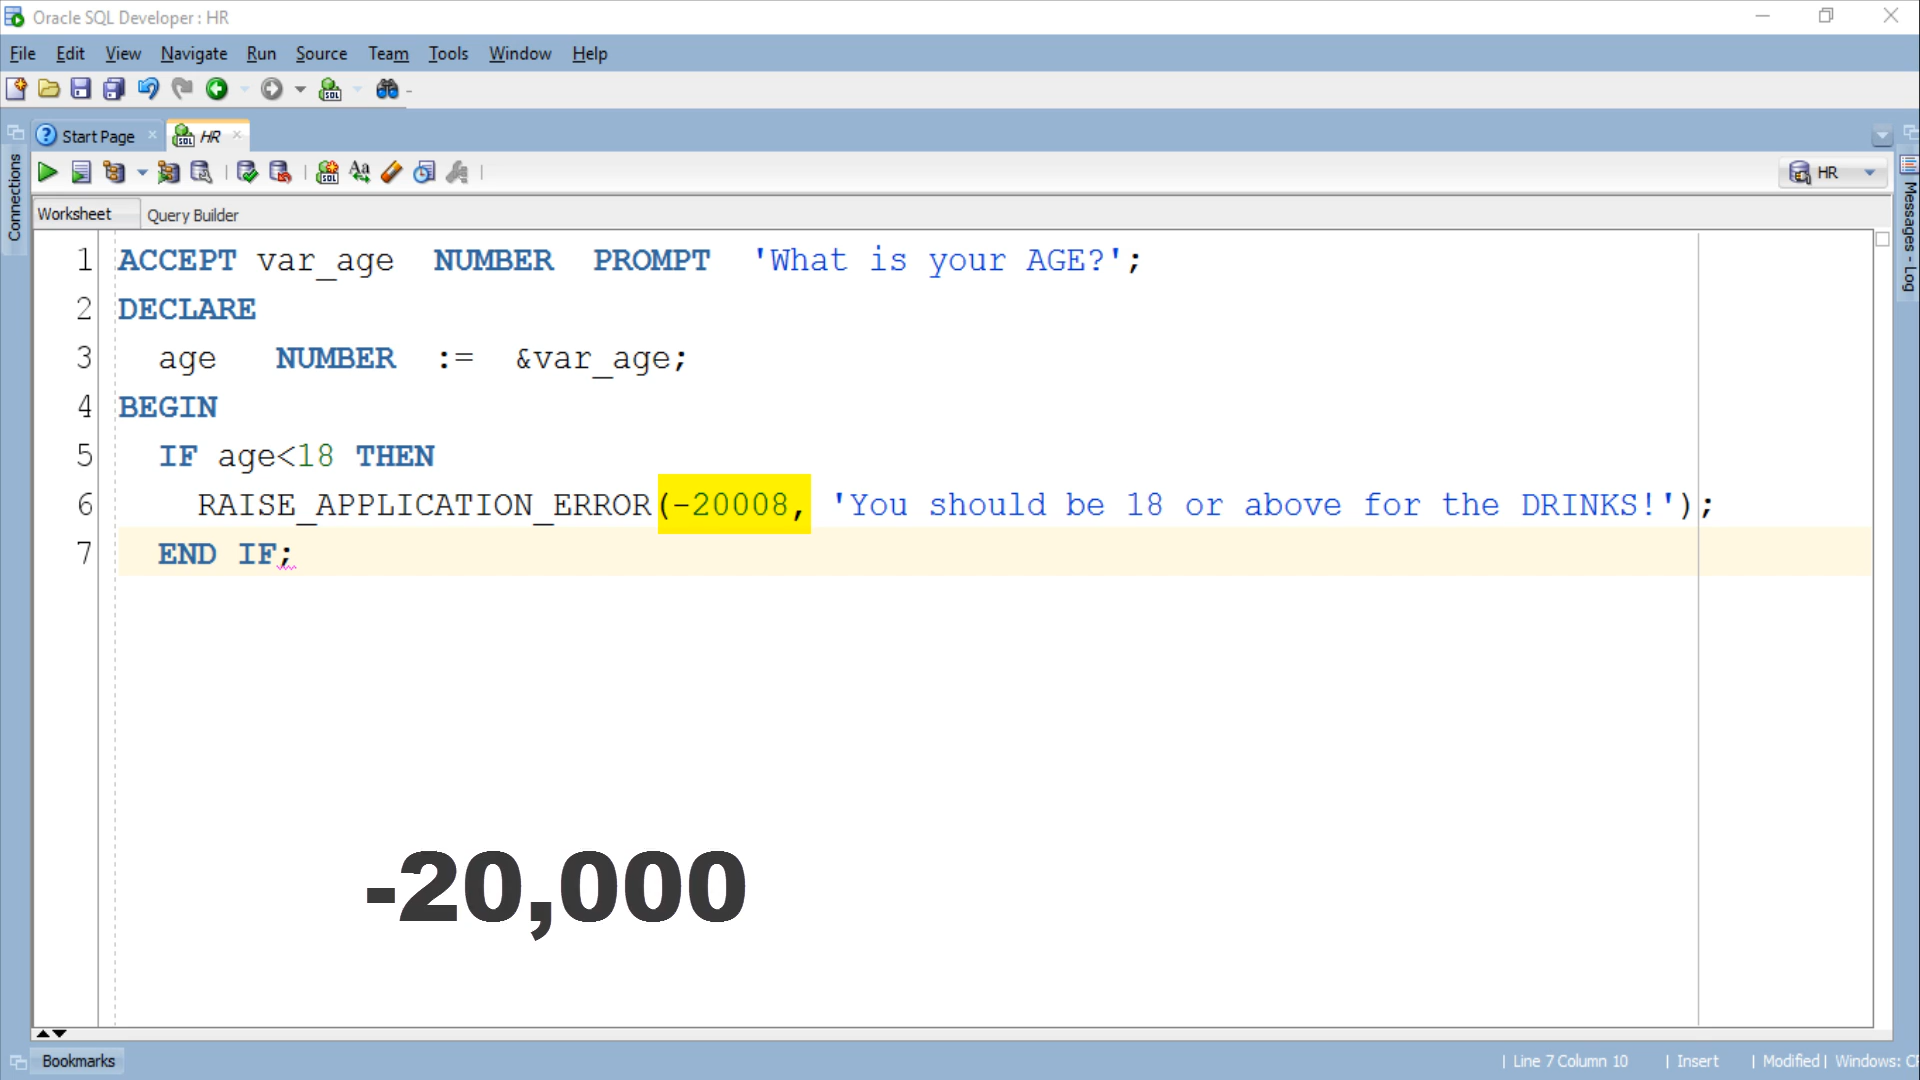 Oracle SQL Developer : HR
File Edit View Navigate Run Source Team Tools Window Help
Start Page HR
HR
Connections
Messages - Log
Worksheet Query Builder
1 ACCEPT var_age NUMBER PROMPT 'What is your AGE?';
2 DECLARE
3 age NUMBER := &var_age;
4 BEGIN
5 IF age<18 THEN
6 RAISE_APPLICATION_ERROR(-20008, 'You should be 18 or above for the DRINKS!');
7 END IF;
-20,000
Bookmarks
| Line 7 Column 10 | Insert | Modified | Windows: C